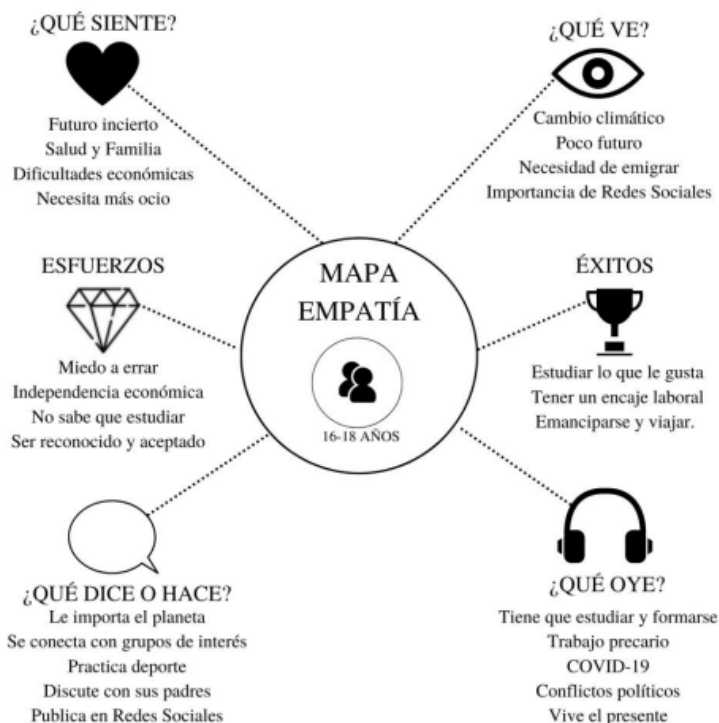 ¿QUÉ SIENTE?
Futuro incierto
Salud y Familia
Dificultades económicas
Necesita más ocio
¿QUÉ VE?
Cambio climático
Poco futuro
Necesidad de emigrar
Importancia de Redes Sociales
MAPA
EMPATÍA
16-18 AÑOS
ESFUERZOS
Miedo a errar
Independencia económica
No sabe que estudiar
Ser reconocido y aceptado
ÉXITOS
Estudiar lo que le gusta
Tener un encaje laboral
Emanciparse y viajar.
¿QUÉ DICE O HACE?
Le importa el planeta
Se conecta con grupos de interés
Practica deporte
Discute con sus padres
Publica en Redes Sociales
¿QUÉ OYE?
Tiene que estudiar y formarse
Trabajo precario
COVID-19
Conflictos políticos
Vive el presente